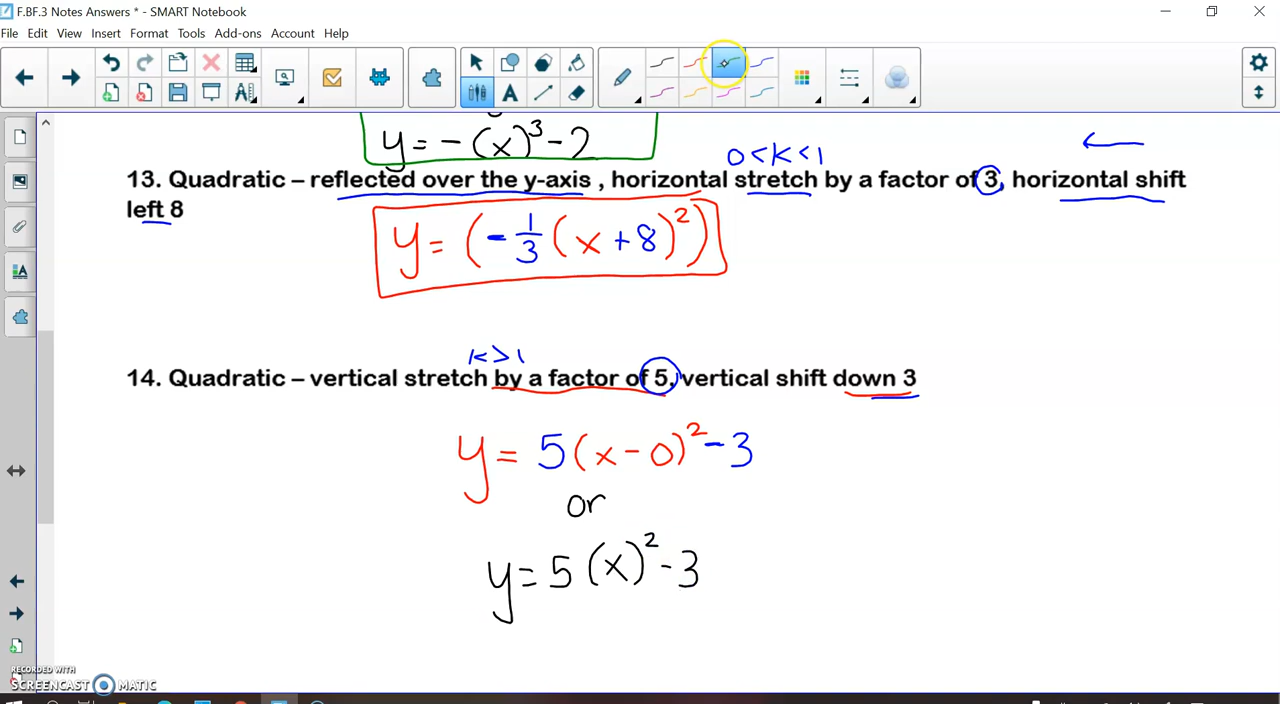 F.BF.3 Notes Answers * - SMART Notebook
File Edit View Insert Format Tools Add-ons Account Help
y = -(x)³-2
0<k<1
13. Quadratic – reflected over the y-axis , horizontal stretch by a factor of 3, horizontal shift
left 8
y = (-1/3(x+8)²)
k>1
14. Quadratic – vertical stretch by a factor of 5, vertical shift down 3
y = 5(x-0)²-3
or
y=5(x)²-3
RECORDED WITH
SCREENCAST MATIC